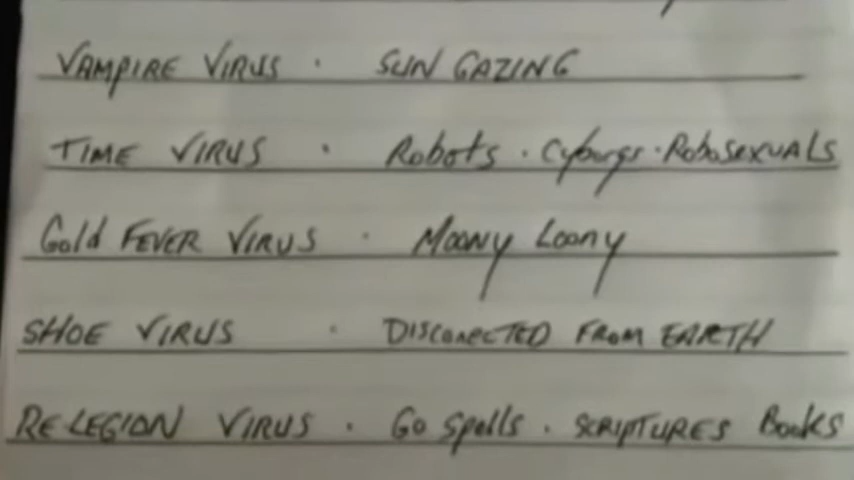 VAMPIRE VIRUS · SUN GAZING
TIME VIRUS · Robots · Cyborgs · RoboSEXUALS
Gold FEVER VIRUS · Moony Loony
SHOE VIRUS · DISCONECTED FROM EARTH
RE-LEGION VIRUS · Go Spells · SCRIPTURES Books